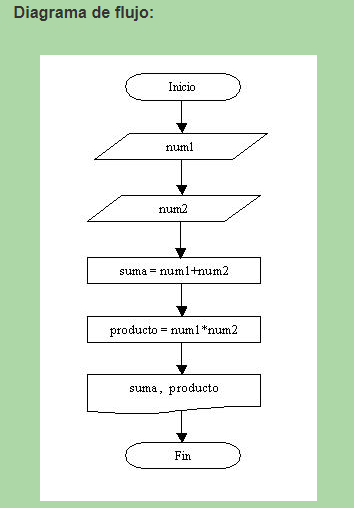 Diagrama de flujo:
Inicio
num1
num2
suma = num1+num2
producto = num1*num2
suma , producto
Fin